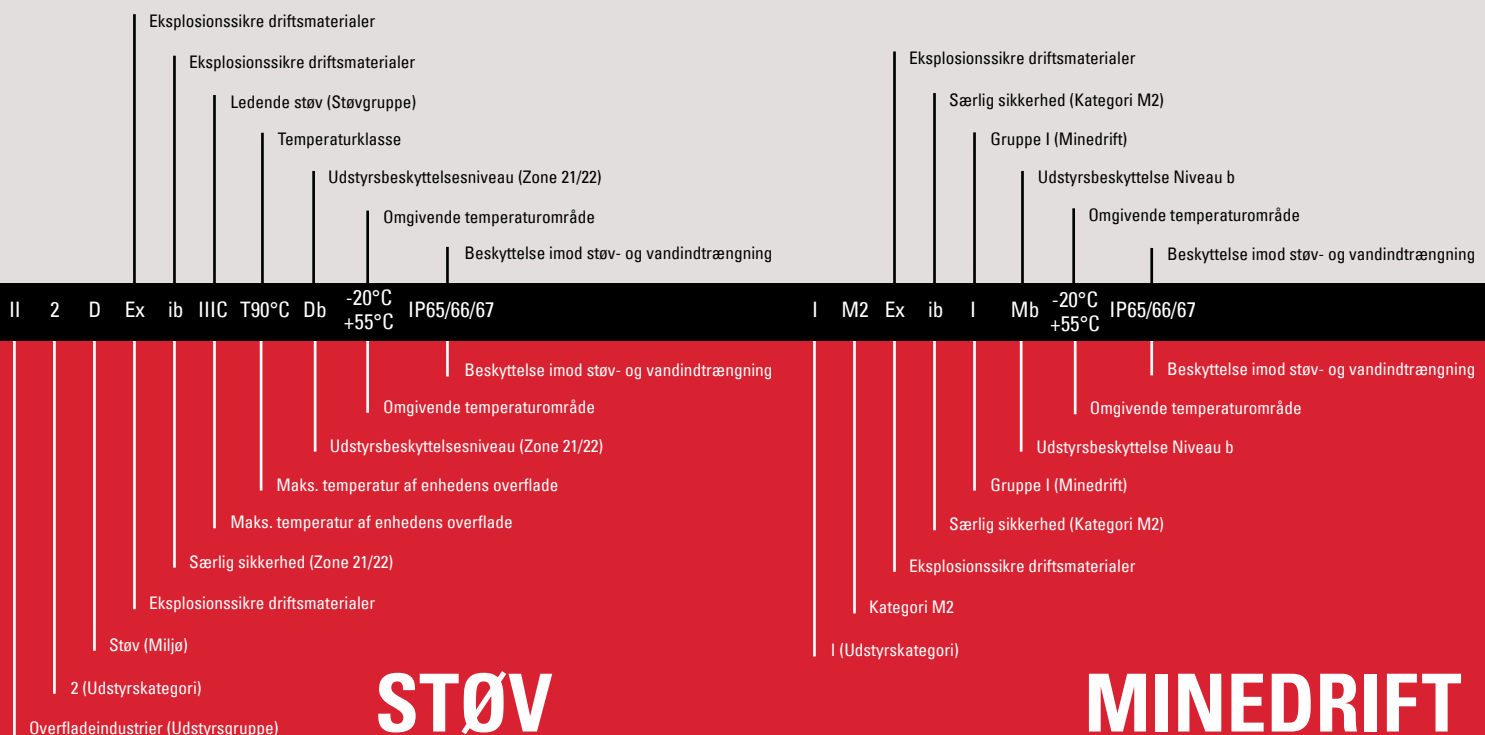 Eksplosionssikre driftsmaterialer
Eksplosionssikre driftsmaterialer
Ledende støv (Støvgruppe)
Temperaturklasse
Udstyrsbeskyttelsesniveau (Zone 21/22)
Omgivende temperaturområde
Beskyttelse imod støv- og vandindtrængning
II 2 D Ex ib IIIC T90°C Db -20°C +55°C IP65/66/67
Beskyttelse imod støv- og vandindtrængning
Omgivende temperaturområde
Udstyrsbeskyttelsesniveau (Zone 21/22)
Maks. temperatur af enhedens overflade
Maks. temperatur af enhedens overflade
Særlig sikkerhed (Zone 21/22)
Eksplosionssikre driftsmaterialer
Støv (Miljø)
2 (Udstyrskategori)
Overfladeindustrier (Udstyrsgruppe)
STØV
Eksplosionssikre driftsmaterialer
Særlig sikkerhed (Kategori M2)
Gruppe I (Minedrift)
Udstyrsbeskyttelse Niveau b
Omgivende temperaturområde
Beskyttelse imod støv- og vandindtrængning
I M2 Ex ib I Mb -20°C +55°C IP65/66/67
Beskyttelse imod støv- og vandindtrængning
Omgivende temperaturområde
Udstyrsbeskyttelse Niveau b
Gruppe I (Minedrift)
Særlig sikkerhed (Kategori M2)
Eksplosionssikre driftsmaterialer
Kategori M2
I (Udstyrskategori)
MINEDRIFT